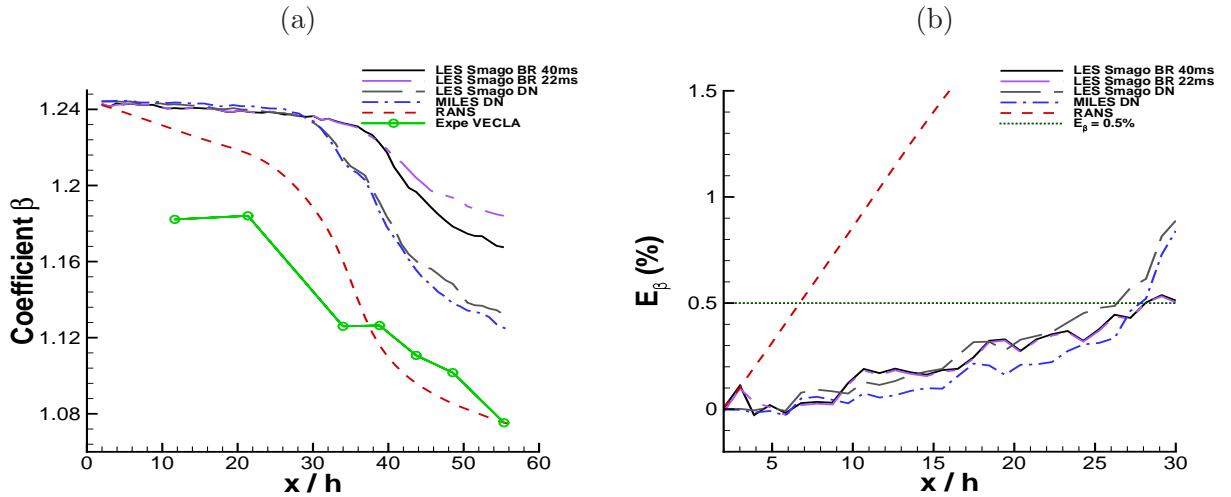 (a)
LES Smago BR 40ms
LES Smago BR 22ms
LES Smago DN
MILES DN
RANS
Expe VECLA
1.24
1.2
1.16
1.12
1.08
Coefficient β
0 10 20 30 40 50 60
x / h
(b)
LES Smago BR 40ms
LES Smago BR 22ms
LES Smago DN
MILES DN
RANS
Eβ = 0.5%
1.5
1
0.5
0
Eβ (%)
5 10 15 20 25 30
x / h